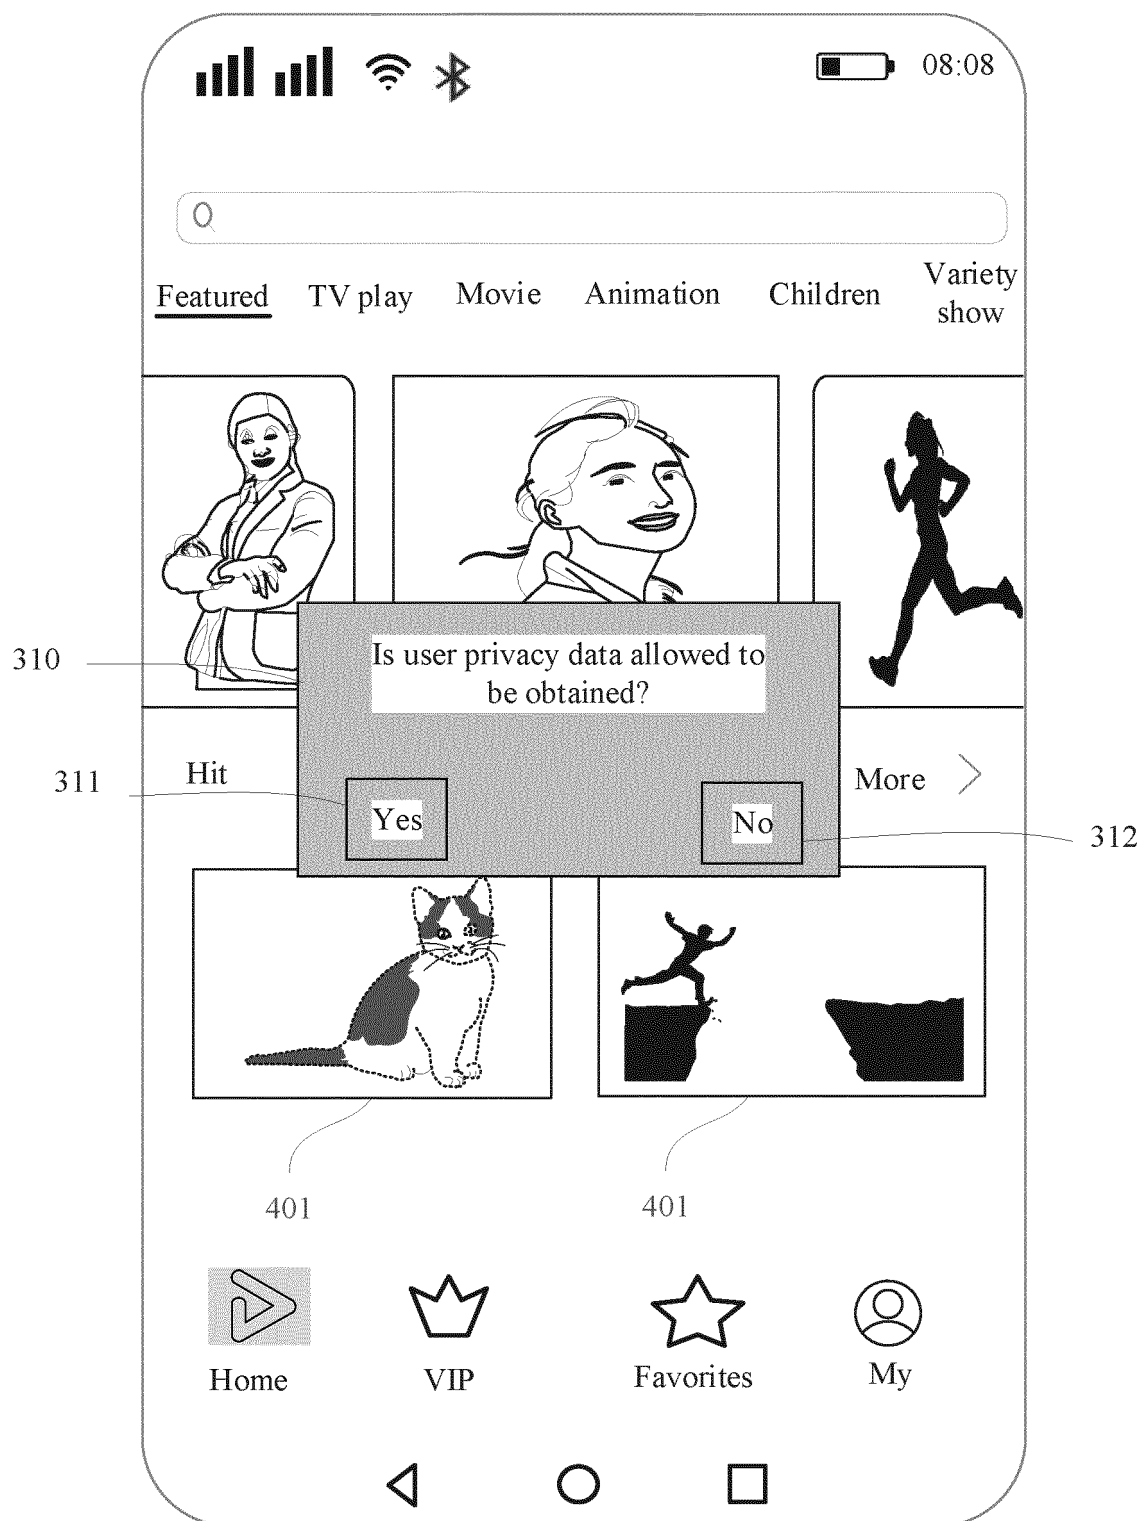 08:08
Featured
TV play
Movie
Animation
Children
Variety
show
310
Is user privacy data allowed to
be obtained?
311
Hit
More
Yes
No
312
401
401
Home
VIP
Favorites
My